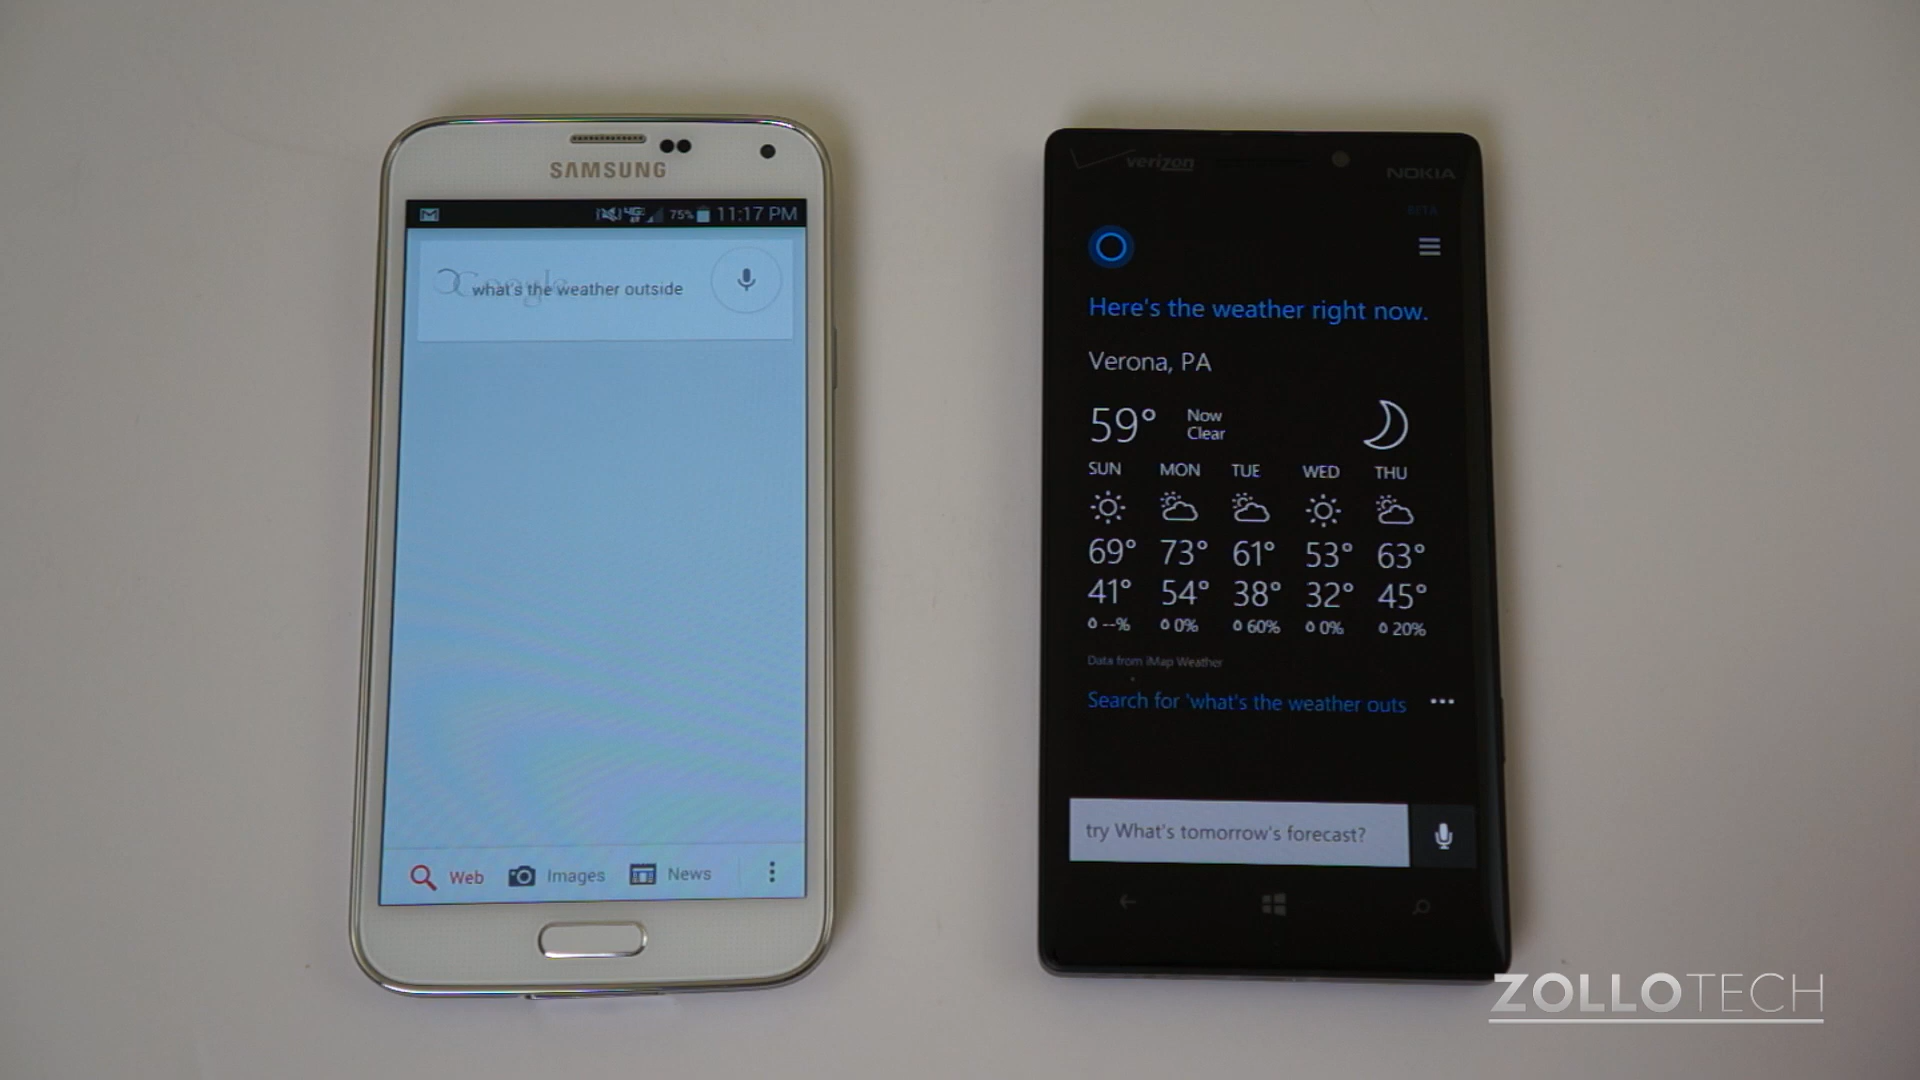 SAMSUNG
75% 11:17 PM
Google
what's the weather outside
Web Images News
verizon
NOKIA
BETA
Here's the weather right now.
Verona, PA
59° Now
Clear
SUN MON TUE WED THU
69° 73° 61° 53° 63°
41° 54° 38° 32° 45°
--% 0% 60% 0% 20%
Data from iMap Weather
Search for 'what's the weather outs ...
try What's tomorrow's forecast?
ZOLLOTECH